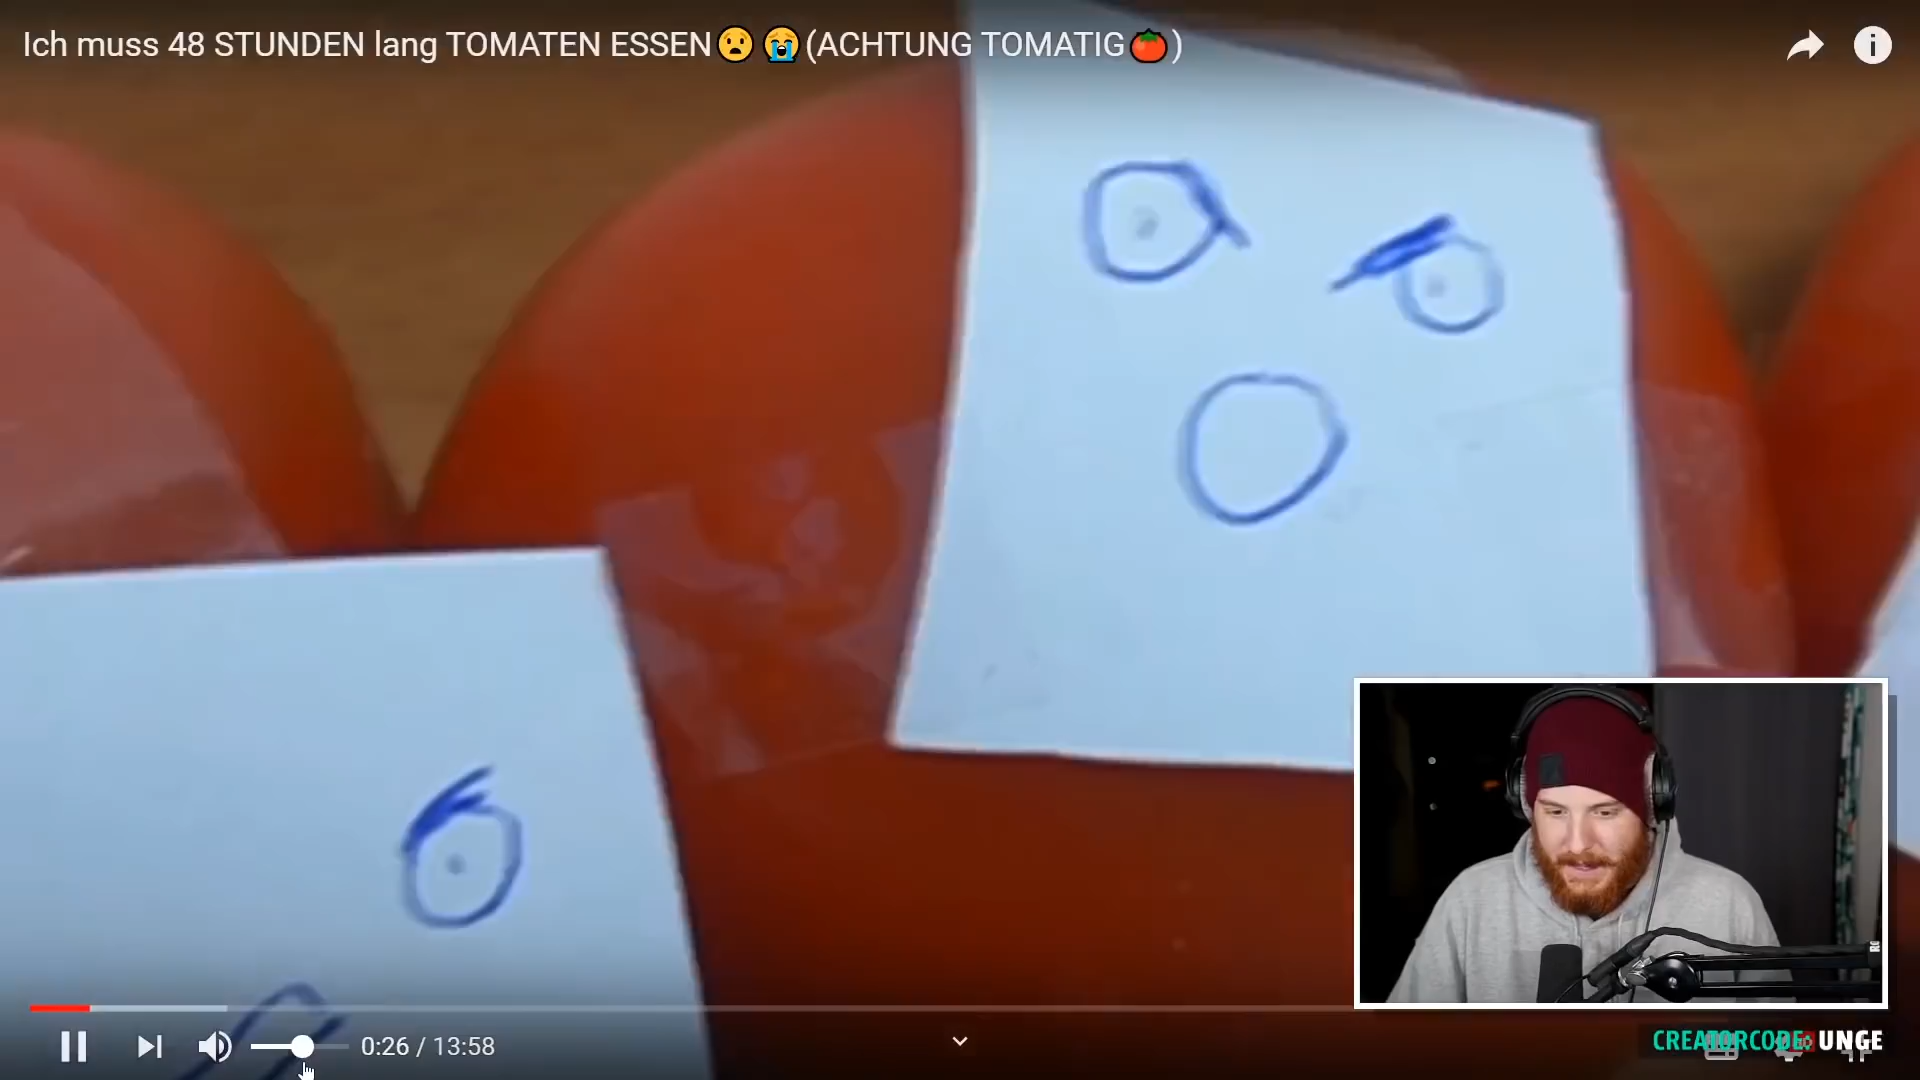 Ich muss 48 STUNDEN lang TOMATEN ESSEN😧😭(ACHTUNG TOMATIG🍅)
0:26 / 13:58
CREATORCODE: UNGE